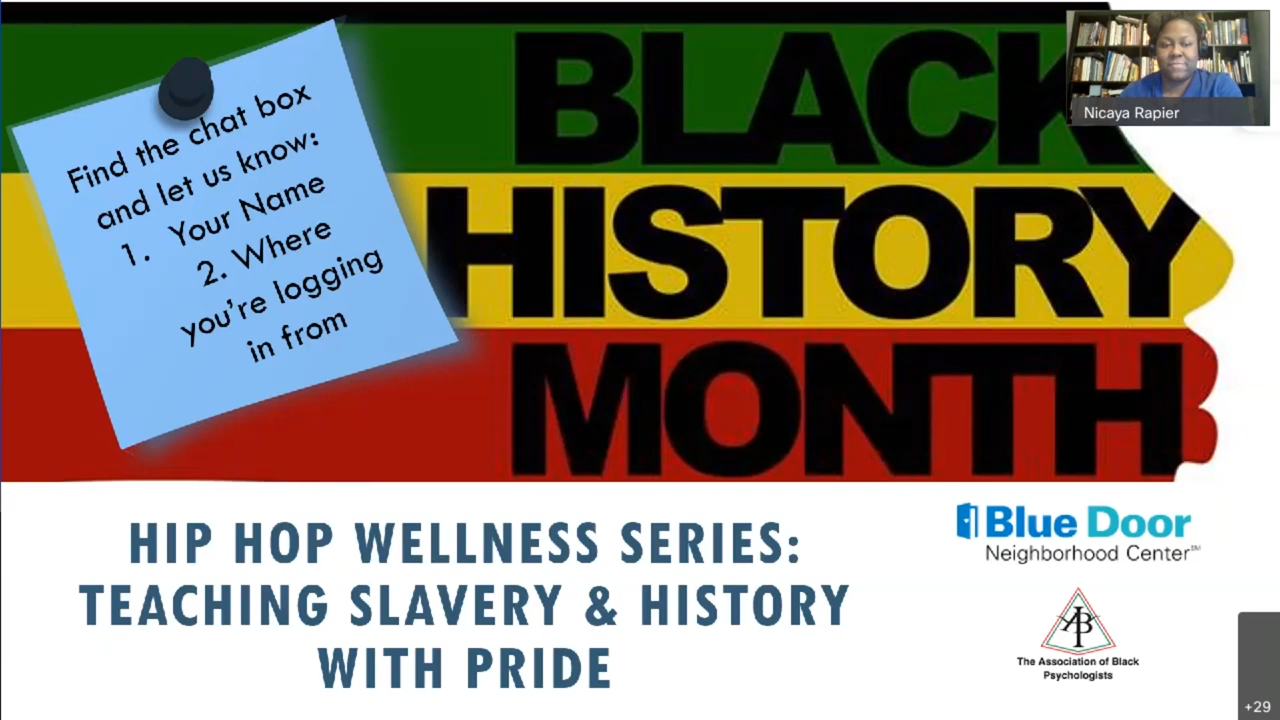 Find the chat box
and let us know:
1. Your Name
2. Where
you're logging
in from
BLACK
HISTORY
MONTH
Nicaya Rapier
HIP HOP WELLNESS SERIES:
TEACHING SLAVERY & HISTORY
WITH PRIDE
Blue Door
Neighborhood Center℠
ABP
The Association of Black
Psychologists
+29